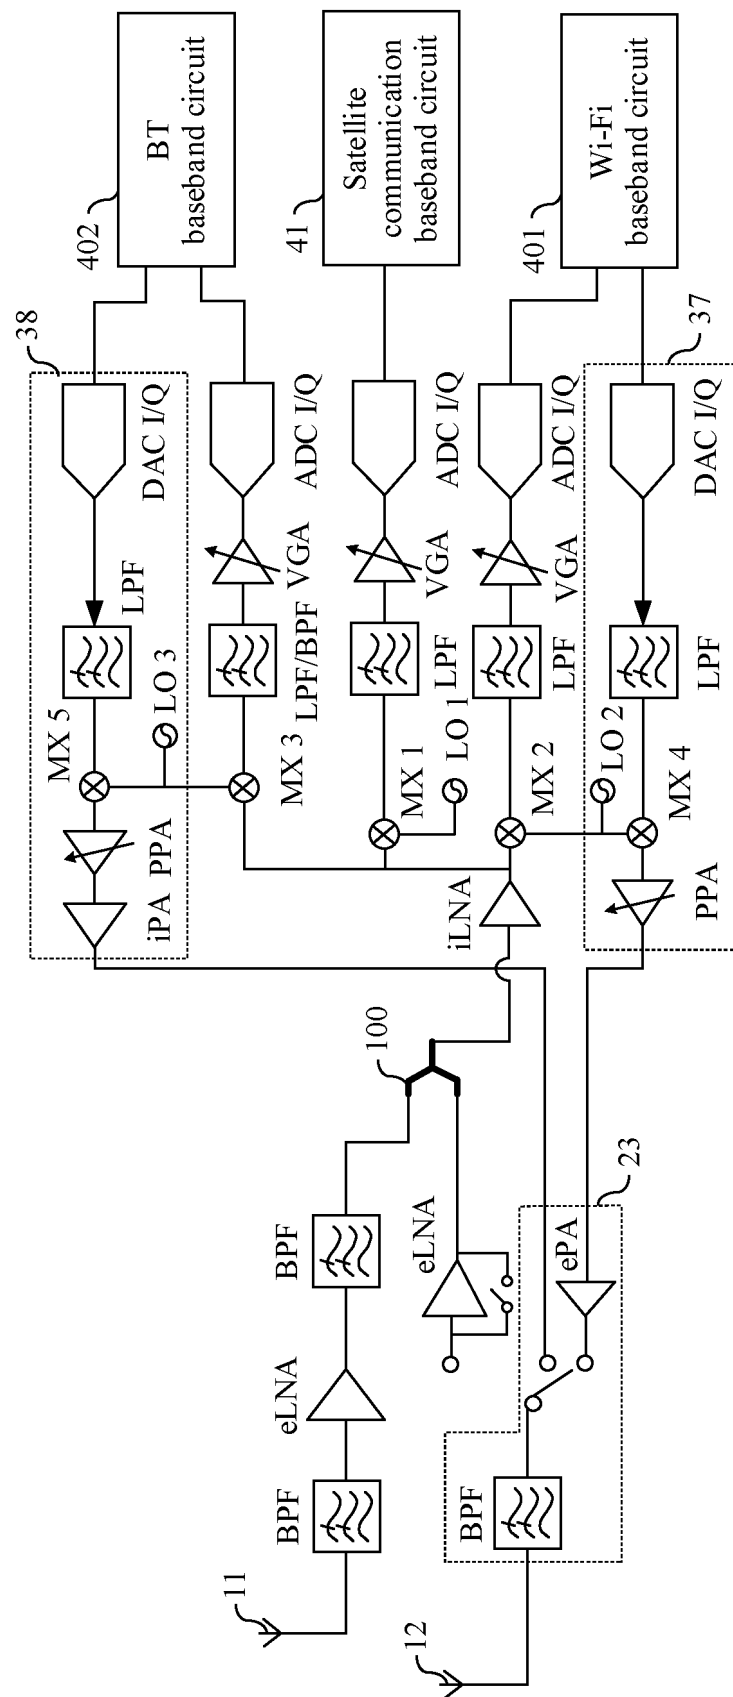 11
12
BPF
eLNA
BPF
100
eLNA
BPF
ePA
23
38
iPA
PPA
MX 5
LPF
DAC I/Q
402
BT
baseband circuit
LO 3
MX 3
LPF/BPF
VGA
ADC I/Q
41
Satellite
communication
baseband circuit
MX 1
LO 1
LPF
VGA
ADC I/Q
iLNA
MX 2
LPF
VGA
ADC I/Q
401
Wi-Fi
baseband circuit
LO 2
PPA
MX 4
LPF
DAC I/Q
37